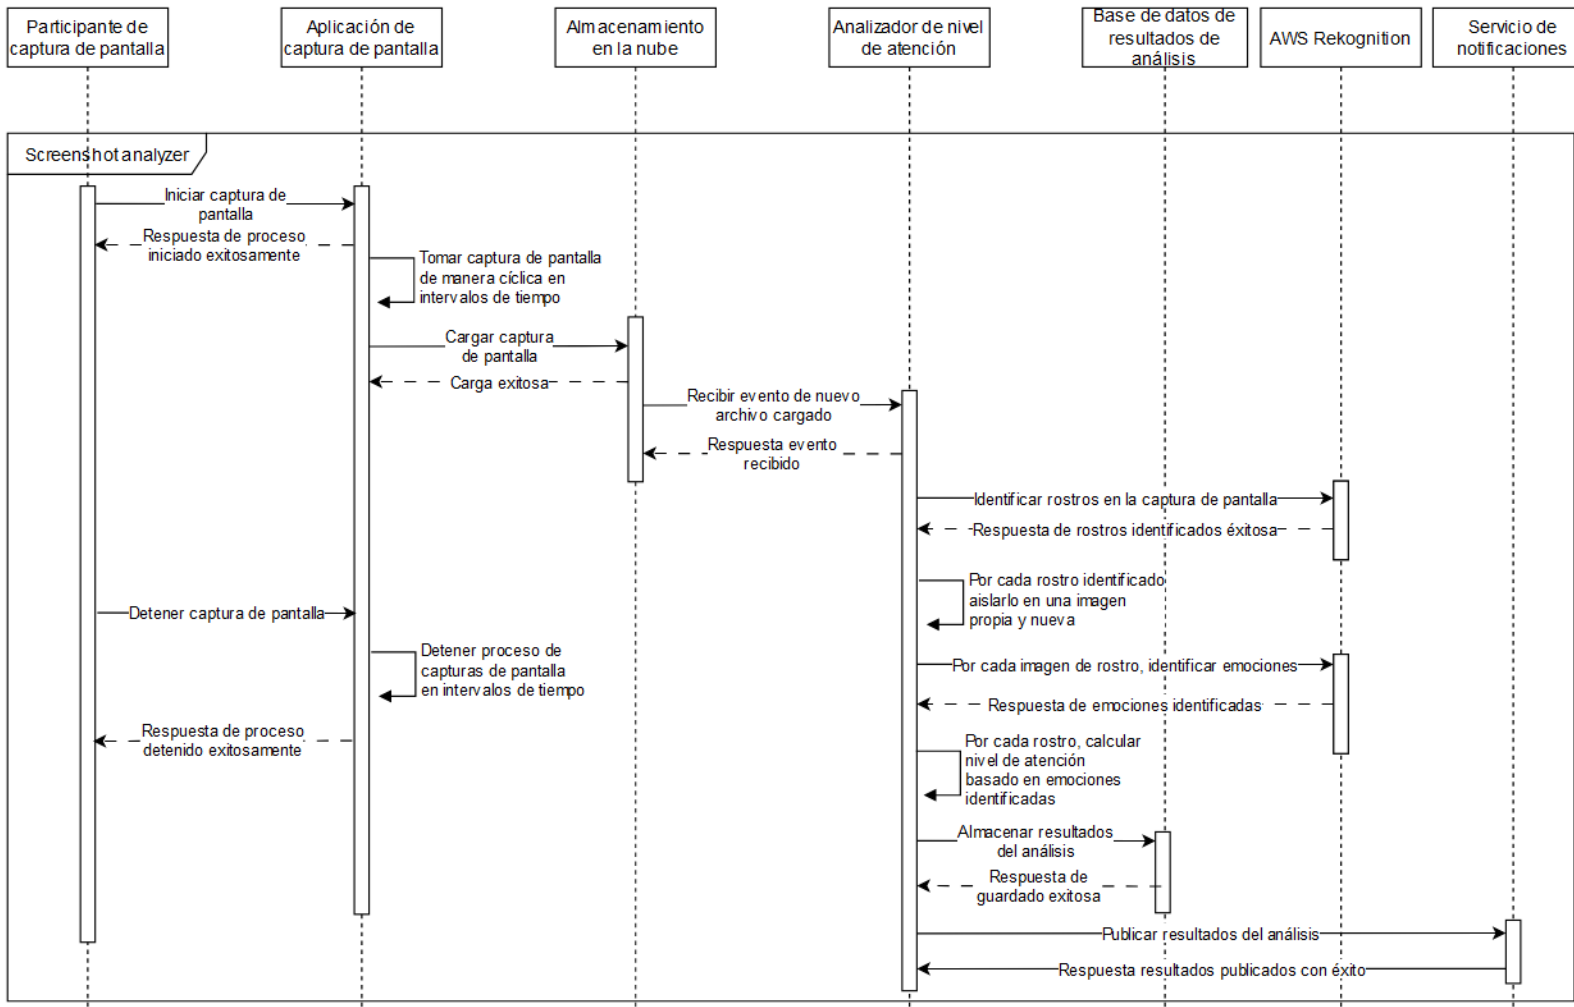 Participante de
captura de pantalla
Aplicación de
captura de pantalla
Almacenamiento
en la nube
Analizador de nivel
de atención
Base de datos de
resultados de
análisis
AWS Rekognition
Servicio de
notificaciones
Screenshot analyzer
Iniciar captura de
pantalla
Respuesta de proceso
iniciado exitosamente
Tomar captura de pantalla
de manera cíclica en
intervalos de tiempo
Cargar captura
de pantalla
Carga exitosa
Recibir evento de nuevo
archivo cargado
Respuesta evento
recibido
Identificar rostros en la captura de pantalla
Respuesta de rostros identificados éxitosa
Por cada rostro identificado
aislarlo en una imagen
propia y nueva
Detener captura de pantalla
Detener proceso de
capturas de pantalla
en intervalos de tiempo
Por cada imagen de rostro, identificar emociones
Respuesta de emociones identificadas
Respuesta de proceso
detenido exitosamente
Por cada rostro, calcular
nivel de atención
basado en emociones
identificadas
Almacenar resultados
del análisis
Respuesta de
guardado exitosa
Publicar resultados del análisis
Respuesta resultados publicados con éxito